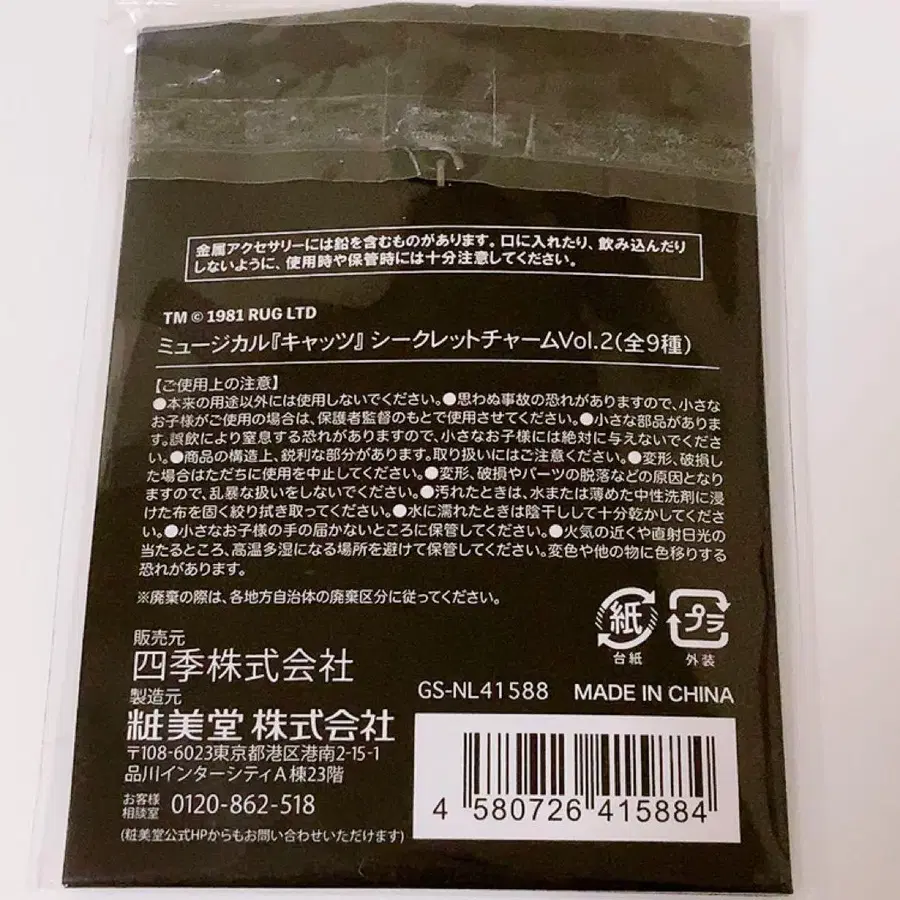 金属アクセサリーには鉛を含むものがあります。口に入れたり、飲み込んだり
しないように、使用時や保管時には十分注意してください。
TM © 1981 RUG LTD
ミュージカル『キャッツ』 シークレットチャームVol.2(全9種)
【ご使用上の注意】
●本来の用途以外には使用しないでください。●思わぬ事故の恐れがありますので、小さな
お子様がご使用の場合は、保護者監督のもとで使用させてください。●小さな部品がありま
す。誤飲により窒息する恐れがありますので、小さなお子様には絶対に与えないでくださ
い。●商品の構造上、鋭利な部分があります。取り扱いにはご注意ください。●変形、破損し
た場合はただちに使用を中止してください。●変形、破損やパーツの脱落などの原因となり
ますので、乱暴な扱いをしないでください。●汚れたときは、水または薄めた中性洗剤に浸
けた布を固く絞り拭き取ってください。●水に濡れたときは陰干しして十分乾かしてくださ
い。●小さなお子様の手の届かないところに保管してください。●火気の近くや直射日光の
当たるところ、高温多湿になる場所を避けて保管してください。変色や他の物に色移りする
恐れがあります。
※廃棄の際は、各地方自治体の廃棄区分に従ってください。
紙 プラ
台紙 外装
販売元
四季株式会社
製造元
粧美堂 株式会社
〒108-6023東京都港区港南2-15-1
品川インターシティA棟23階
お客様
相談室 0120-862-518
(粧美堂公式HPからもお問い合わせいただけます)
GS-NL41588 MADE IN CHINA
4 580726 415884